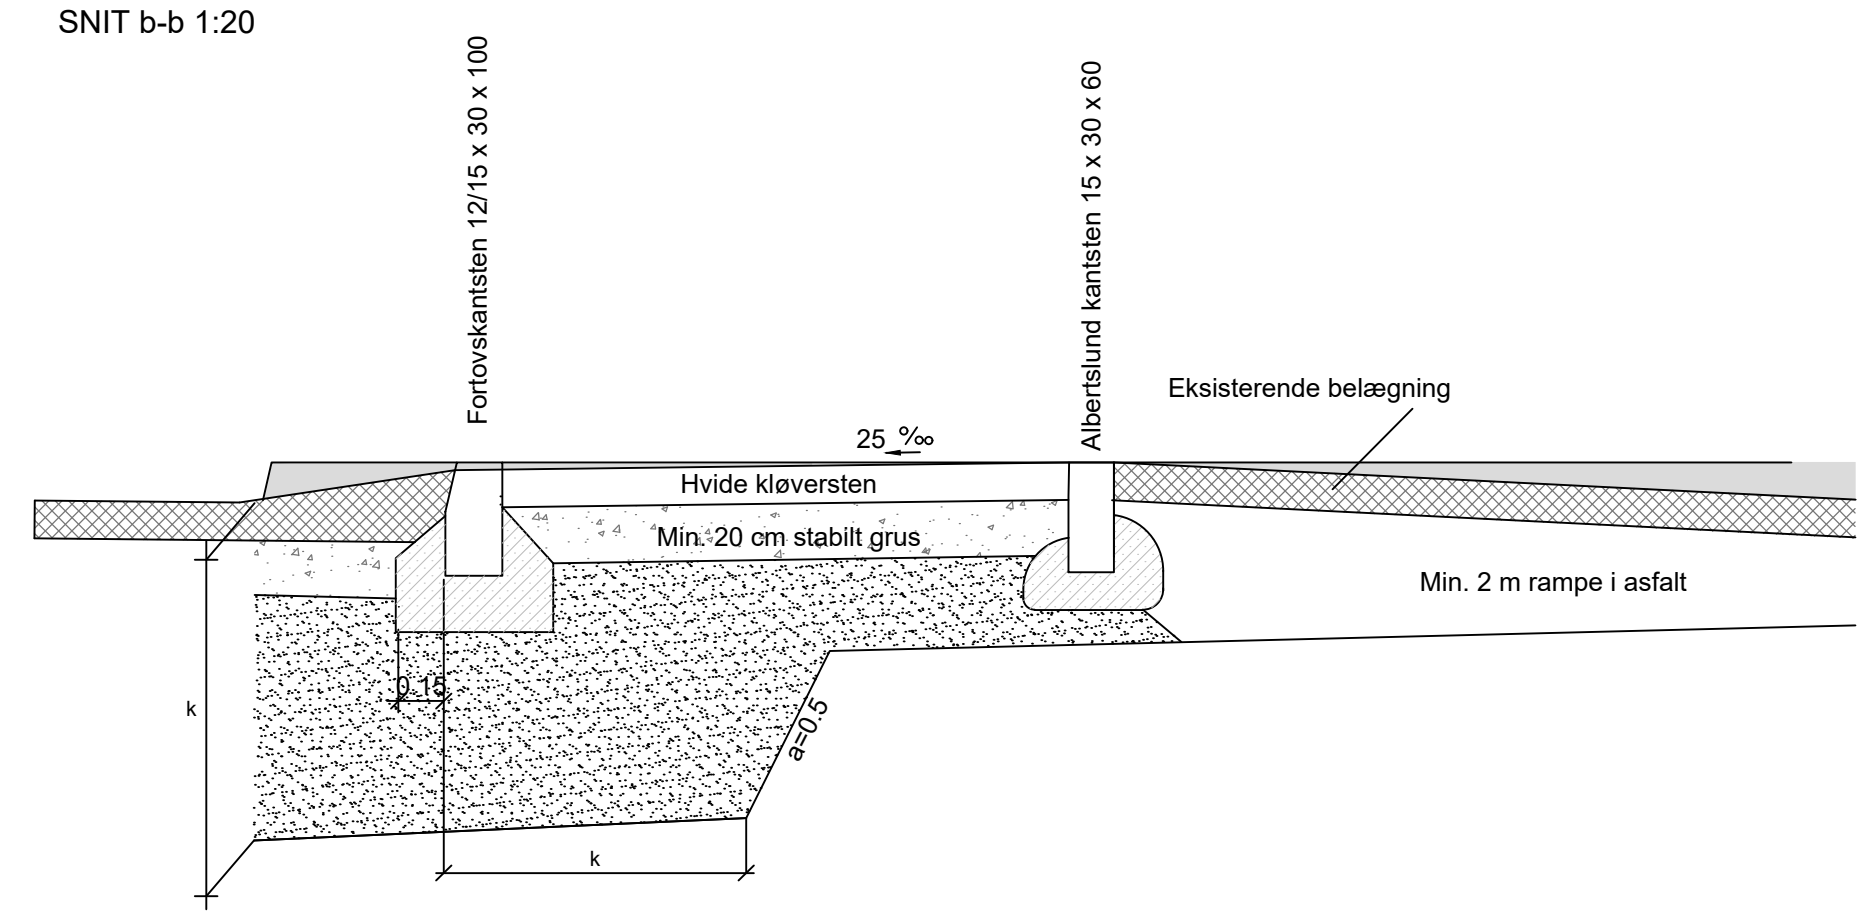 SNIT b-b 1:20
Fortovskantsten 12/15 x 30 x 100
Albertslund kantsten 15 x 30 x 60
Eksisterende belægning
25 o/oo
Hvide kløversten
Min. 20 cm stabilt grus
Min. 2 m rampe i asfalt
0.15
k
a=0.5
k